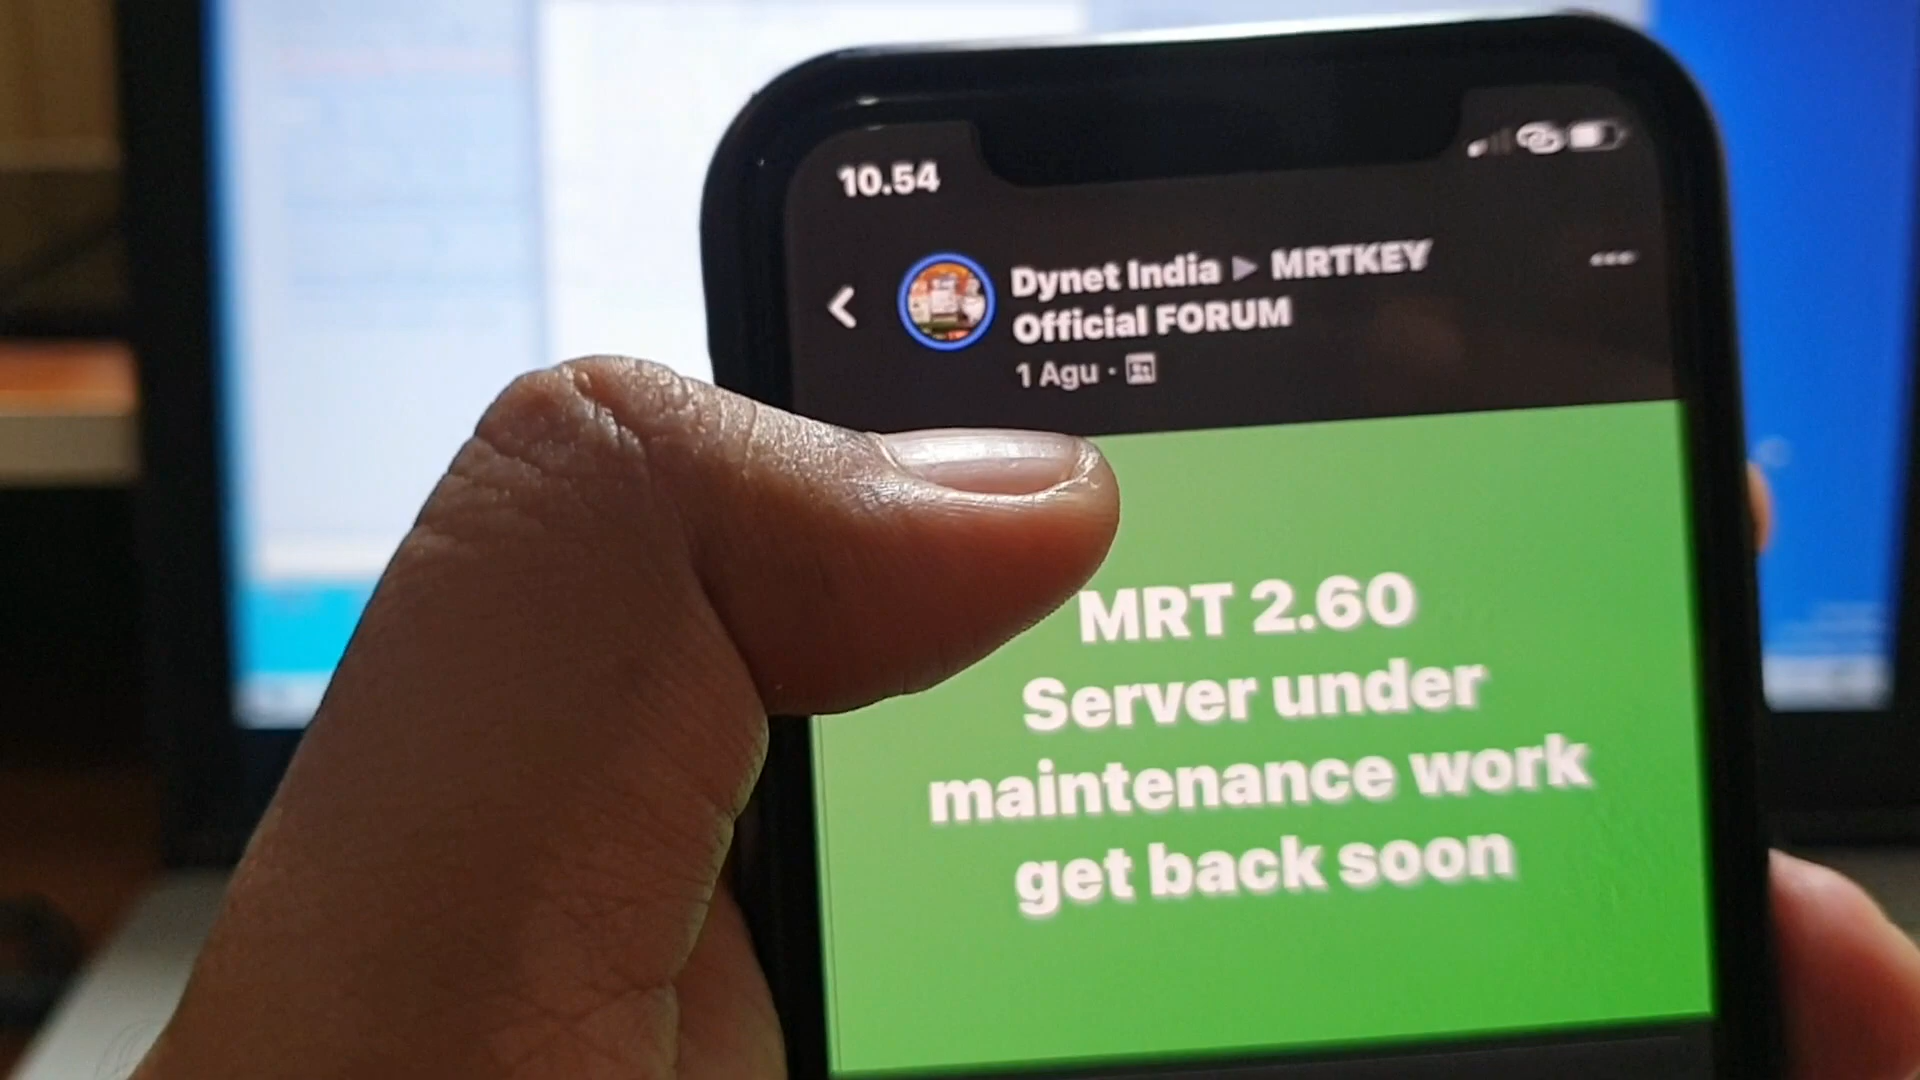 10.54
Dynet India ▶ MRTKEY
Official FORUM
1 Agu ·
MRT 2.60
Server under
maintenance work
get back soon